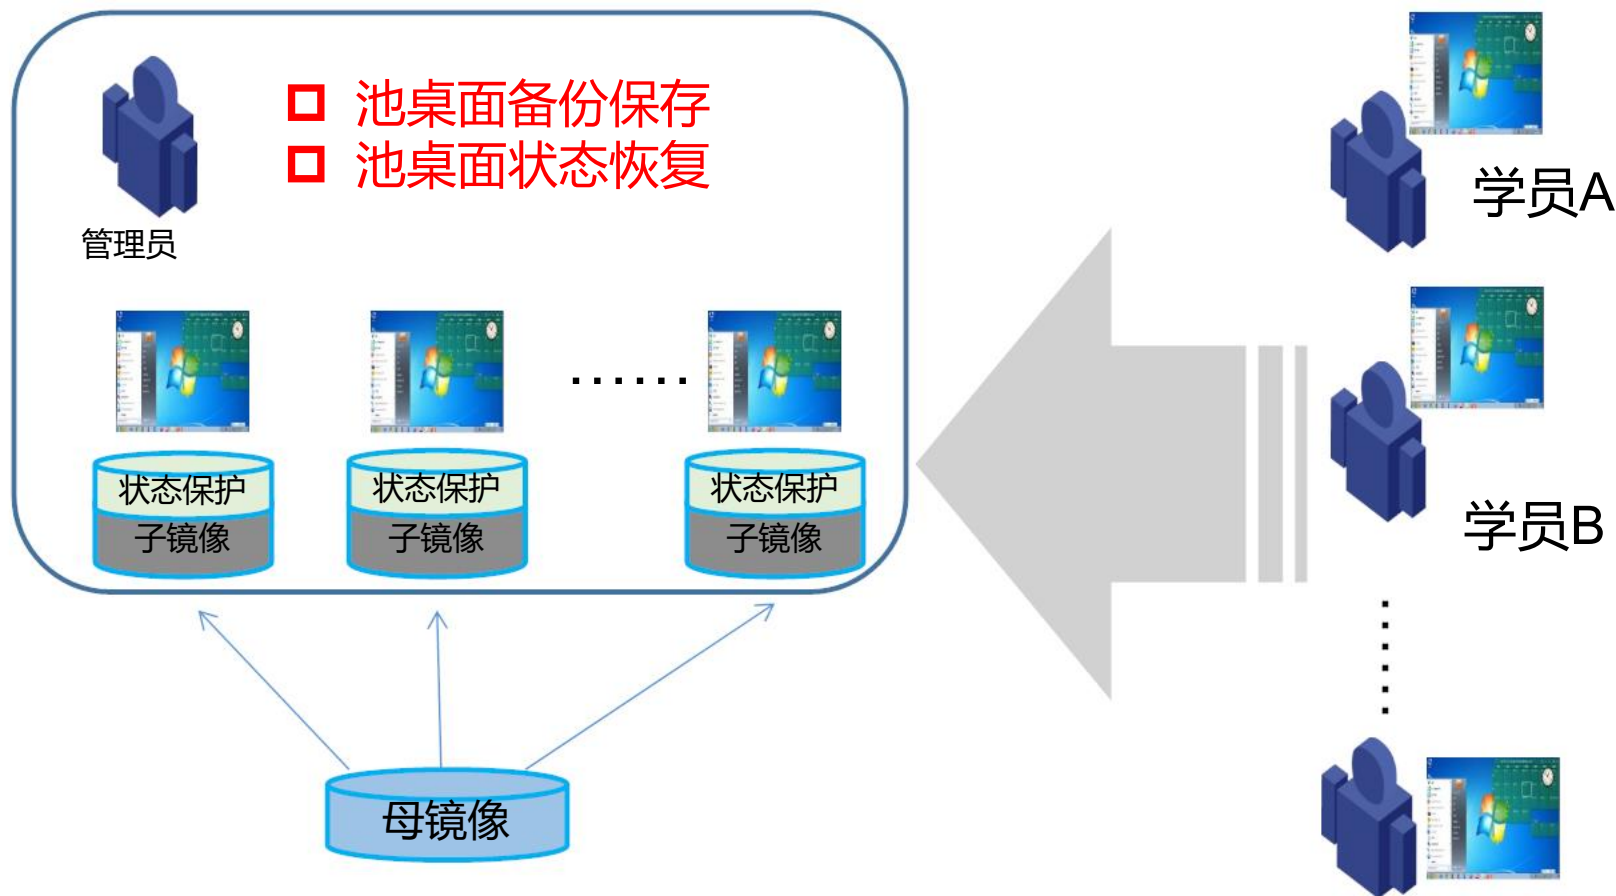 池桌面备份保存
池桌面状态恢复
管理员
······
状态保护
子镜像
状态保护
子镜像
状态保护
子镜像
母镜像
学员A
学员B
······